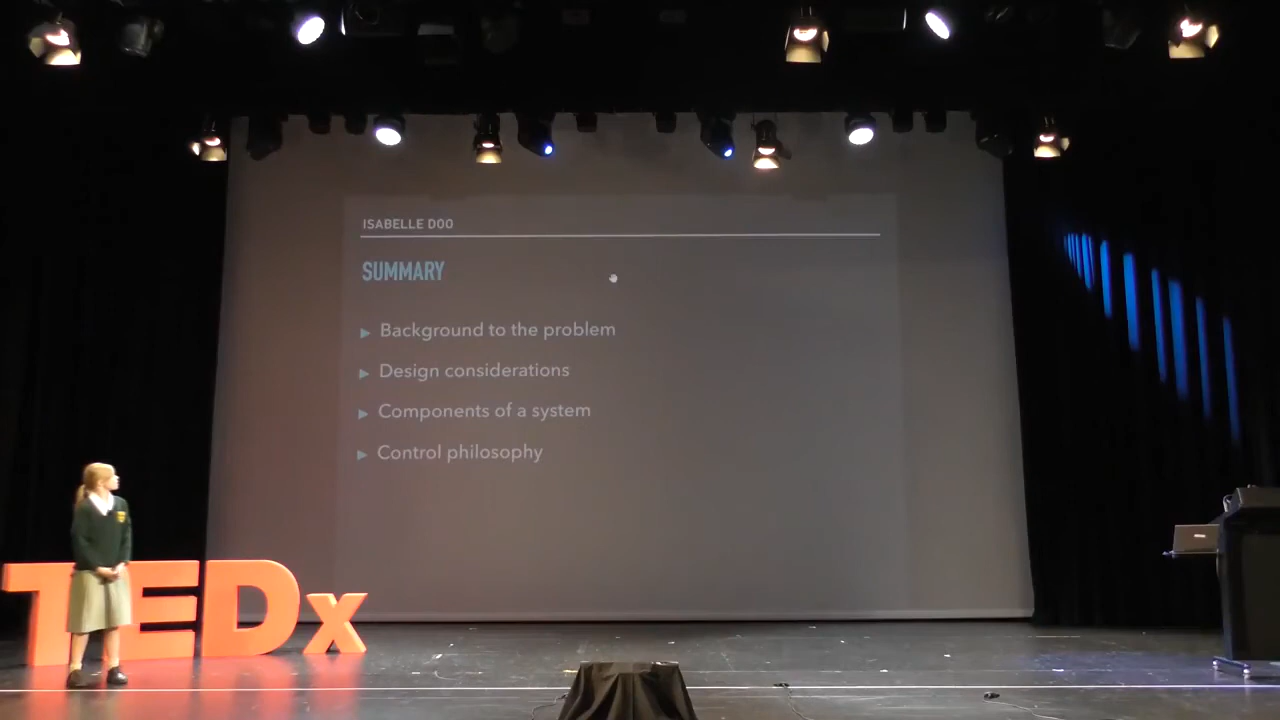 ISABELLE DOO
SUMMARY
▸ Background to the problem
▸ Design considerations
▸ Components of a system
▸ Control philosophy
TEDx